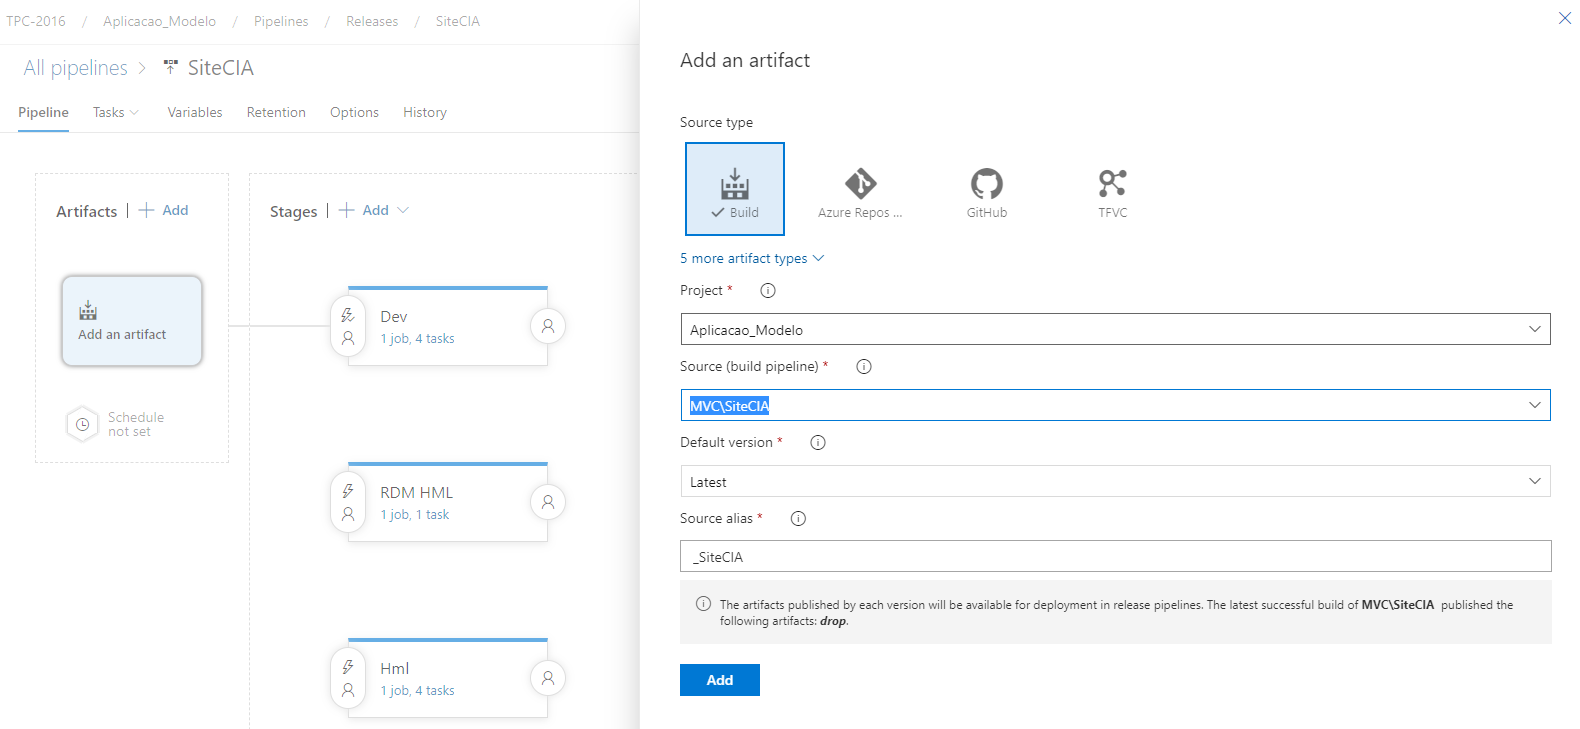 TPC-2016 / Aplicacao_Modelo / Pipelines / Releases / SiteCIA
All pipelines > SiteCIA
Pipeline Tasks Variables Retention Options History
Artifacts | + Add
Add an artifact
Schedule
not set
Stages | + Add
Dev
1 job, 4 tasks
RDM HML
1 job, 1 task
Hml
1 job, 4 tasks
Add an artifact
Source type
Build
Azure Repos ...
GitHub
TFVC
5 more artifact types
Project *
Aplicacao_Modelo
Source (build pipeline) *
MVC\SiteCIA
Default version *
Latest
Source alias *
_SiteCIA
The artifacts published by each version will be available for deployment in release pipelines. The latest successful build of MVC\SiteCIA published the
following artifacts: drop.
Add